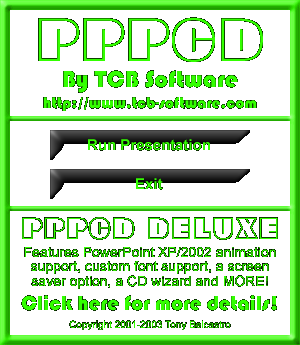 PPPCD
By TCB Software
http://www.tcb-software.com
Run Presentation
Exit
PPPCD DELUXE
Features PowerPoint XP/2002 animation
support, custom font support, a screen
saver option, a CD wizard and MORE!
Click here for more details!
Copyright 2001-2003 Tony Balcastro